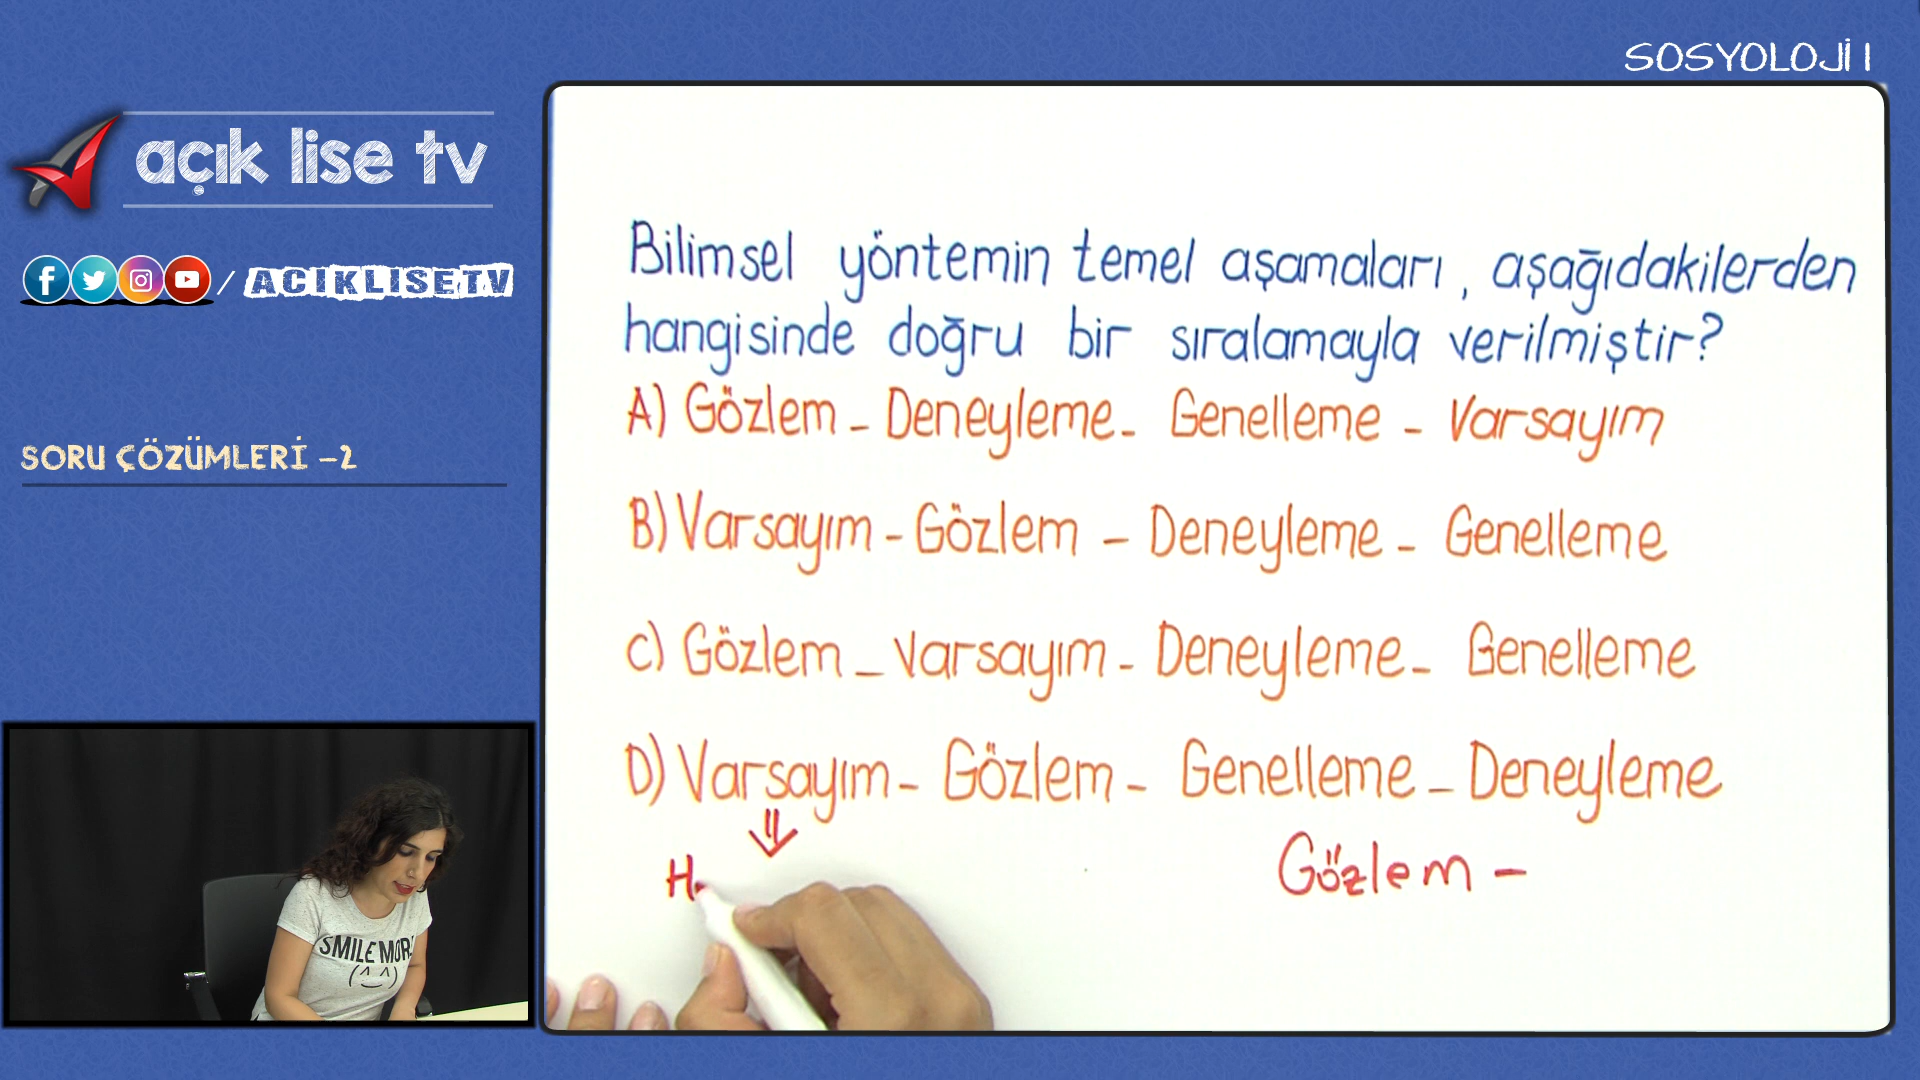 SOSYOLOJİ I
açık lise tv
/ ACIKLISETV
SORU ÇÖZÜMLERİ -2
Bilimsel yöntemin temel aşamaları, aşağıdakilerden
hangisinde doğru bir sıralamayla verilmiştir?
A) Gözlem - Deneyleme - Genelleme - Varsayım
B) Varsayım - Gözlem - Deneyleme - Genelleme
C) Gözlem - Varsayım - Deneyleme - Genelleme
D) Varsayım - Gözlem - Genelleme - Deneyleme
Gözlem -
H
SMILE MOR
(^_^)